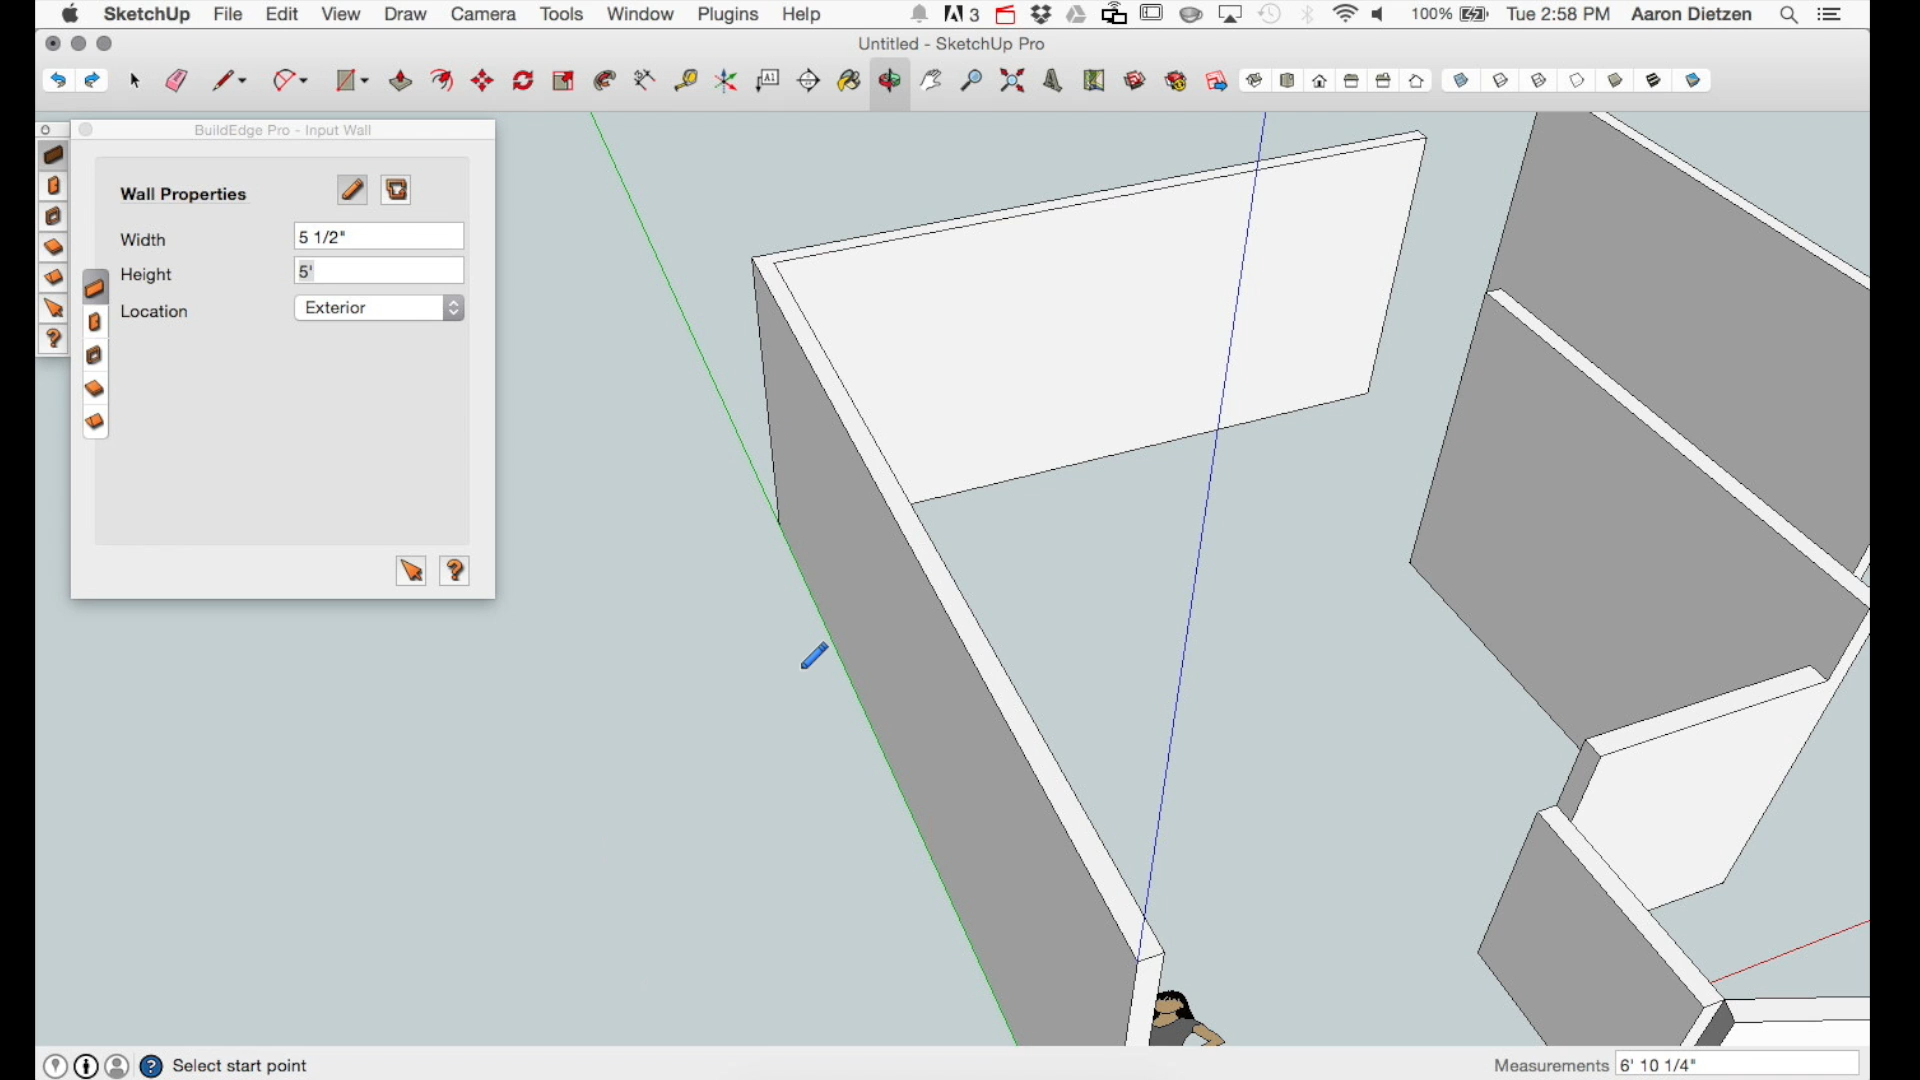 SketchUp File Edit View Draw Camera Tools Window Plugins Help 3 100% Tue 2:58 PM Aaron Dietzen
Untitled - SketchUp Pro
A1
BuildEdge Pro - Input Wall
Wall Properties
Width 5 1/2"
Height 5'
Location Exterior
Select start point
Measurements 6' 10 1/4"